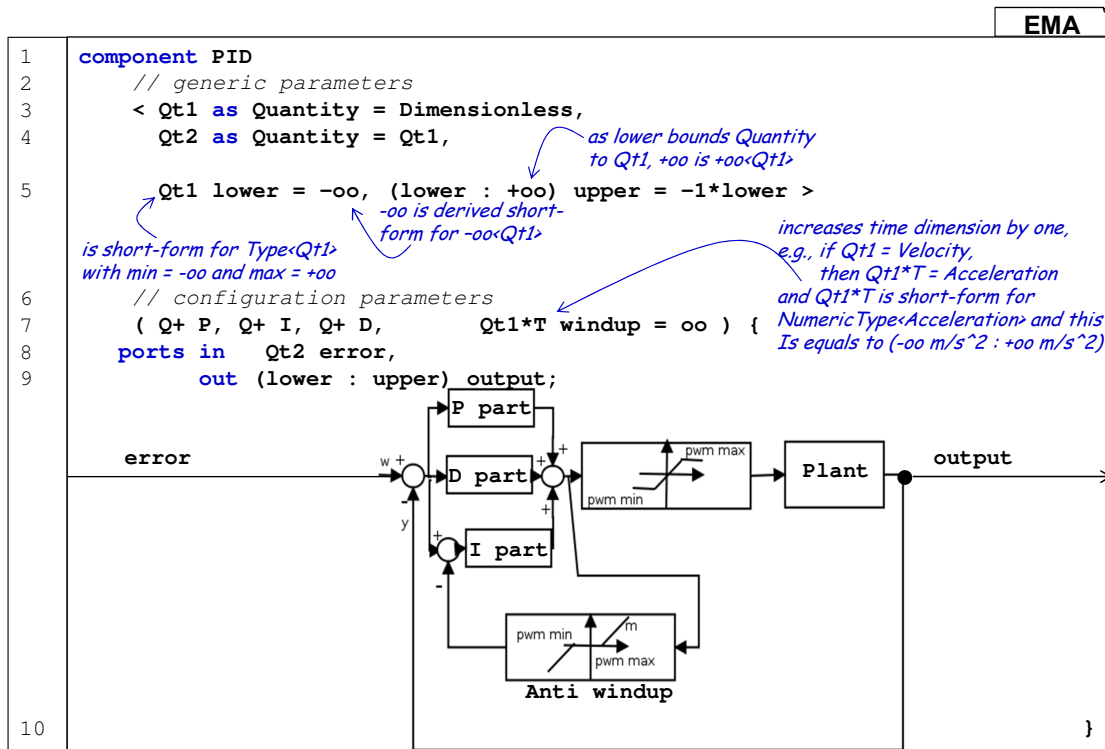 EMA
1 component PID
2 // generic parameters
3 < Qt1 as Quantity = Dimensionless,
4 Qt2 as Quantity = Qt1,
as lower bounds Quantity
to Qt1, +oo is +oo<Qt1>
5 Qt1 lower = -oo, (lower : +oo) upper = -1*lower >
-oo is derived short-
form for -oo<Qt1>
is short-form for Type<Qt1>
with min = -oo and max = +oo
increases time dimension by one,
e.g., if Qt1 = Velocity,
then Qt1*T = Acceleration
and Qt1*T is short-form for
NumericType<Acceleration> and this
Is equals to (-oo m/s^2 : +oo m/s^2)
6 // configuration parameters
7 ( Q+ P, Q+ I, Q+ D, Qt1*T windup = oo ) {
8 ports in Qt2 error,
9 out (lower : upper) output;
P part
+
error
w +
D part
+
pwm max
pwm min
Plant
output
-
y
+
+
I part
-
pwm min
m
pwm max
Anti windup
10 }